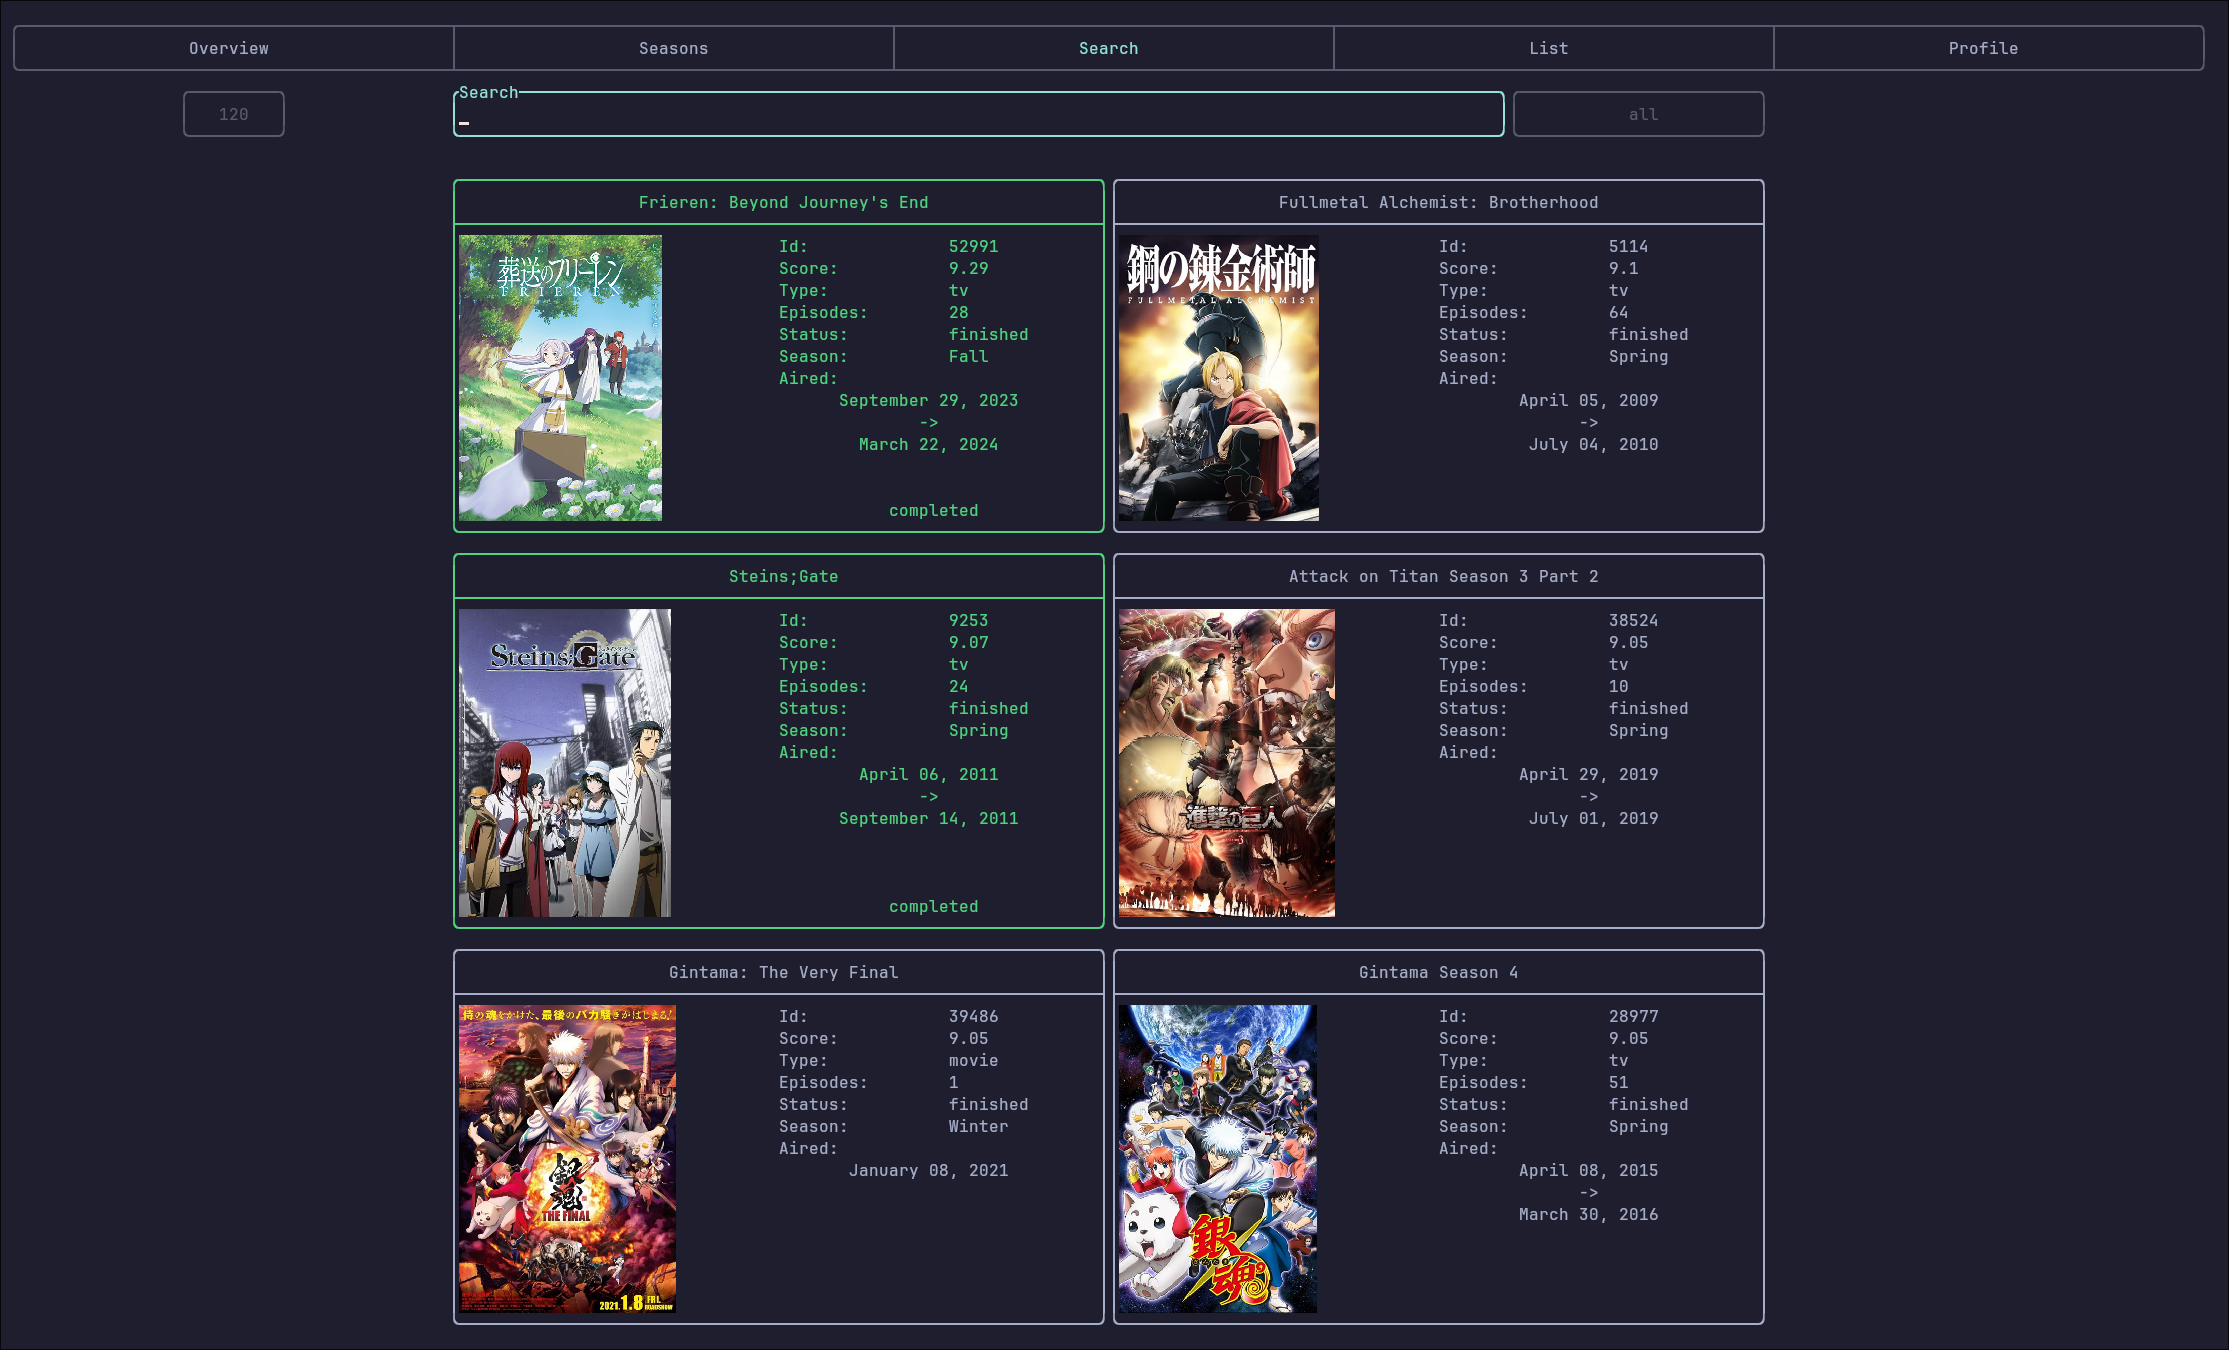 Overview Seasons Search List Profile
Search
120 all
Frieren: Beyond Journey's End
葬送のフリーレン
FRIEREN
Id: 52991
Score: 9.29
Type: tv
Episodes: 28
Status: finished
Season: Fall
Aired:
September 29, 2023
->
March 22, 2024
completed
Fullmetal Alchemist: Brotherhood
鋼の錬金術師
FULLMETAL ALCHEMIST
Id: 5114
Score: 9.1
Type: tv
Episodes: 64
Status: finished
Season: Spring
Aired:
April 05, 2009
->
July 04, 2010
Steins;Gate
Steins;Gate
Id: 9253
Score: 9.07
Type: tv
Episodes: 24
Status: finished
Season: Spring
Aired:
April 06, 2011
->
September 14, 2011
completed
Attack on Titan Season 3 Part 2
進撃の巨人
Id: 38524
Score: 9.05
Type: tv
Episodes: 10
Status: finished
Season: Spring
Aired:
April 29, 2019
->
July 01, 2019
Gintama: The Very Final
侍の魂をかけた、最後のバカ騒ぎがはじまる!
銀魂
THE FINAL
2021.1.8 FRI. ROADSHOW
Id: 39486
Score: 9.05
Type: movie
Episodes: 1
Status: finished
Season: Winter
Aired:
January 08, 2021
Gintama Season 4
銀魂゜
Id: 28977
Score: 9.05
Type: tv
Episodes: 51
Status: finished
Season: Spring
Aired:
April 08, 2015
->
March 30, 2016